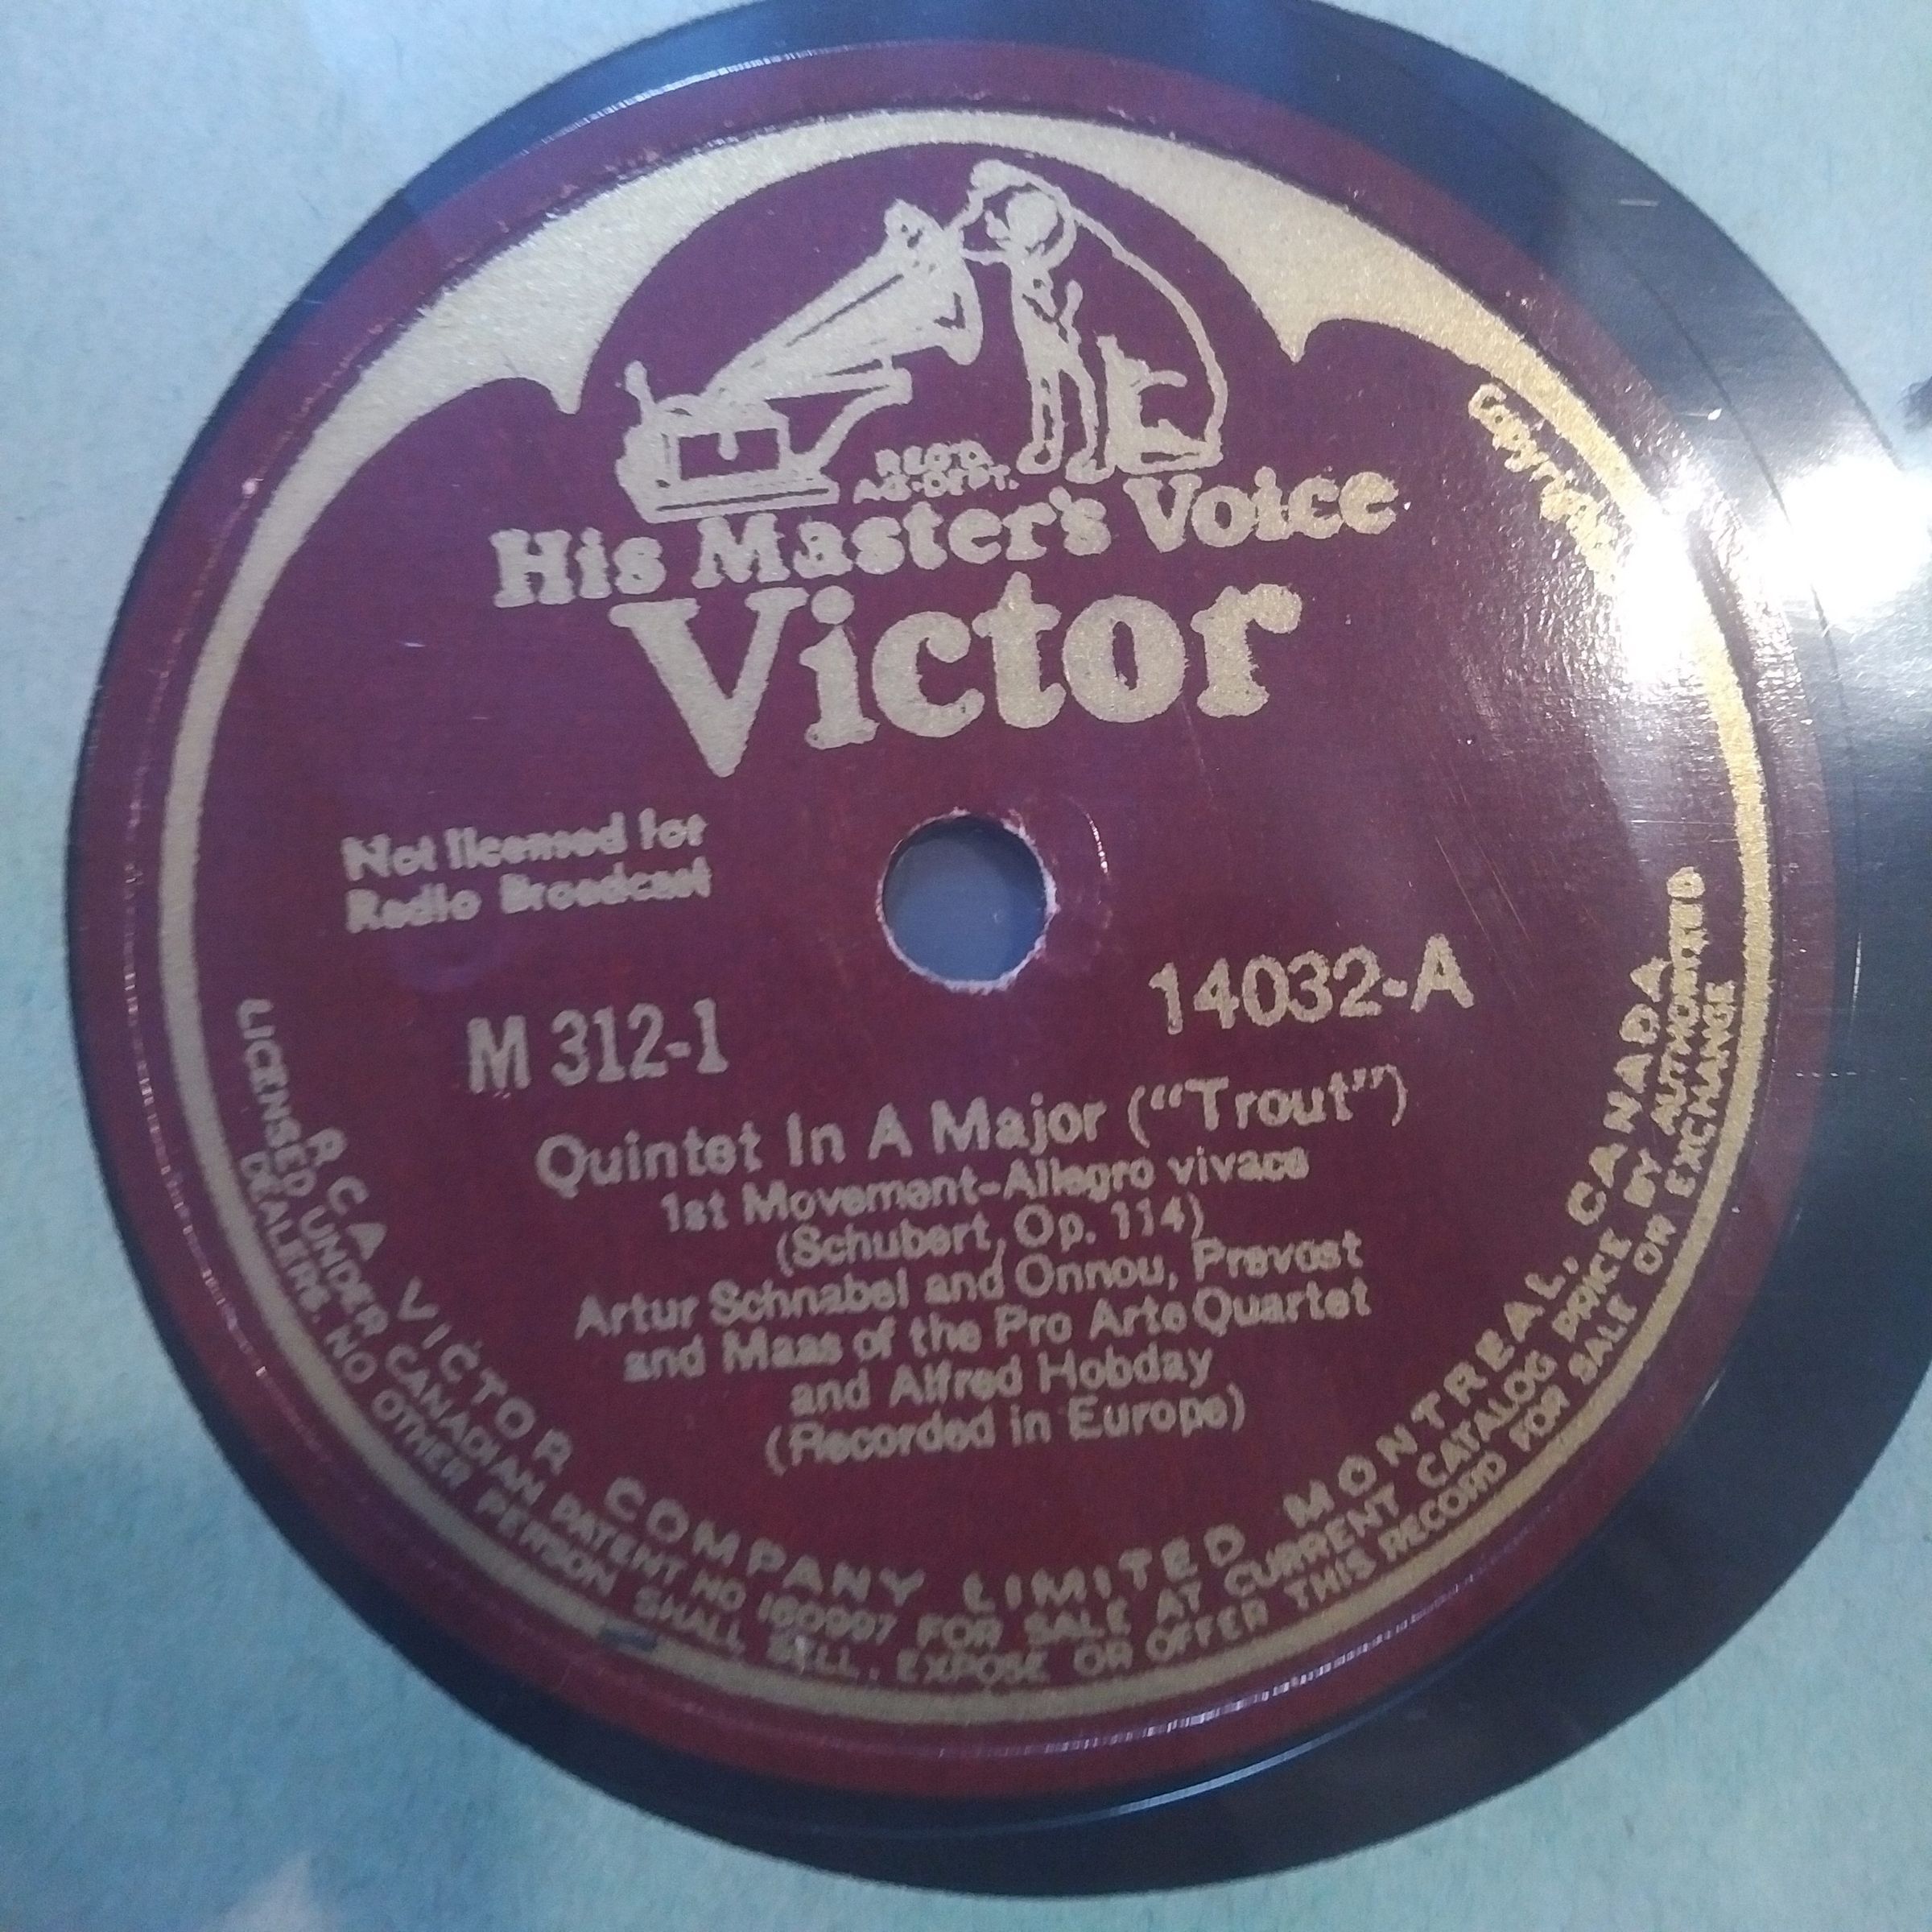 REG'D.
His Master's Voice
Victor
Not licensed for
Radio Broadcast
M 312-1
14032-A
Quintet In A Major ("Trout")
1st Movement-Allegro vivace
(Schubert, Op. 114)
Artur Schnabel and Onnou, Prevost
and Maas of the Pro Arte Quartet
and Alfred Hobday
(Recorded in Europe)
RCA VICTOR COMPANY LIMITED MONTREAL, CANADA
LICENSED UNDER CANADIAN PATENT NO 180997 FOR SALE AT CURRENT CATALOG PRICE BY AUTHORIZED
DEALERS. NO OTHER PERSON SHALL SELL, EXPOSE OR OFFER THIS RECORD FOR SALE OR EXCHANGE